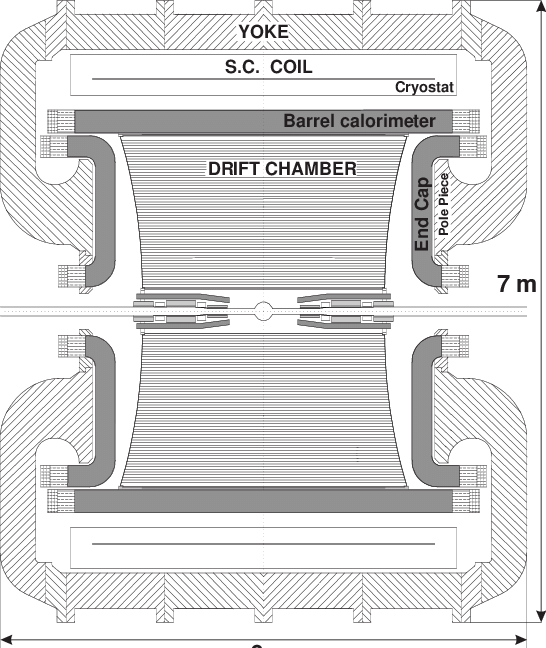 YOKE
S.C. COIL
Cryostat
Barrel calorimeter
DRIFT CHAMBER
End Cap
Pole Piece
7 m